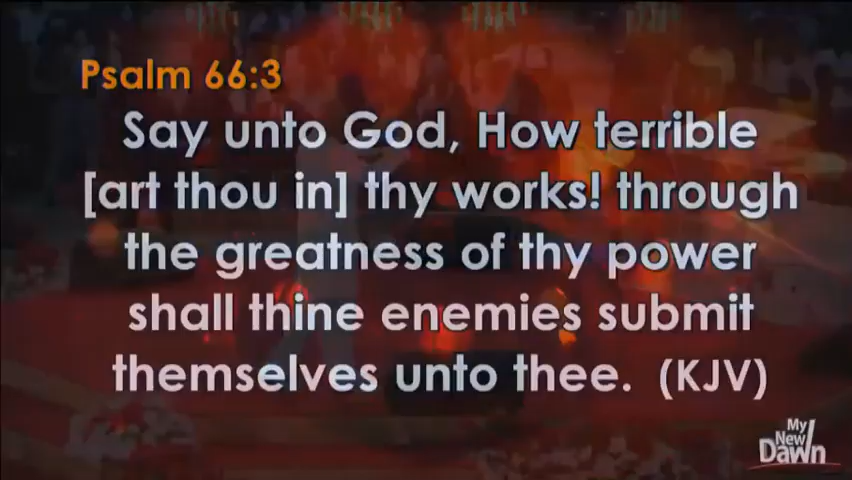 Psalm 66:3
Say unto God, How terrible
[art thou in] thy works! through
the greatness of thy power
shall thine enemies submit
themselves unto thee. (KJV)
My
New
Dawn